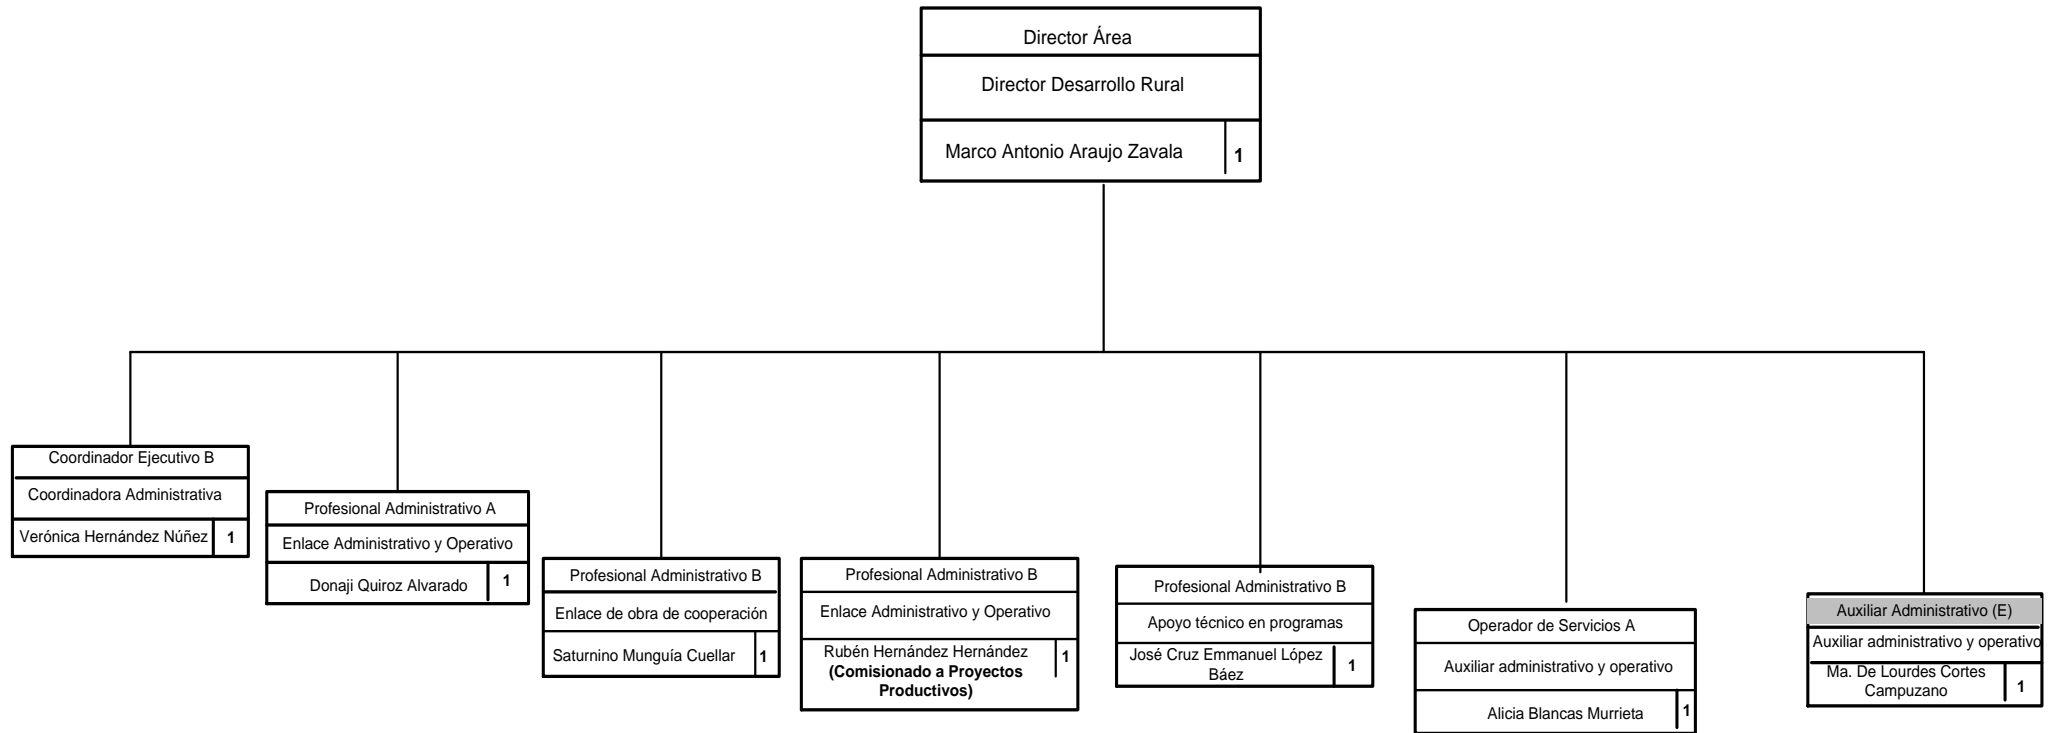 Director Área
Director Desarrollo Rural
Marco Antonio Araujo Zavala 1
Coordinador Ejecutivo B
Coordinadora Administrativa
Verónica Hernández Núñez 1
Profesional Administrativo A
Enlace Administrativo y Operativo
Donaji Quiroz Alvarado 1
Profesional Administrativo B
Enlace de obra de cooperación
Saturnino Munguía Cuellar 1
Profesional Administrativo B
Enlace Administrativo y Operativo
Rubén Hernández Hernández 1
(Comisionado a Proyectos
Productivos)
Profesional Administrativo B
Apoyo técnico en programas
José Cruz Emmanuel López
Báez 1
Operador de Servicios A
Auxiliar administrativo y operativo
Alicia Blancas Murrieta 1
Auxiliar Administrativo (E)
Auxiliar administrativo y operativo
Ma. De Lourdes Cortes
Campuzano 1